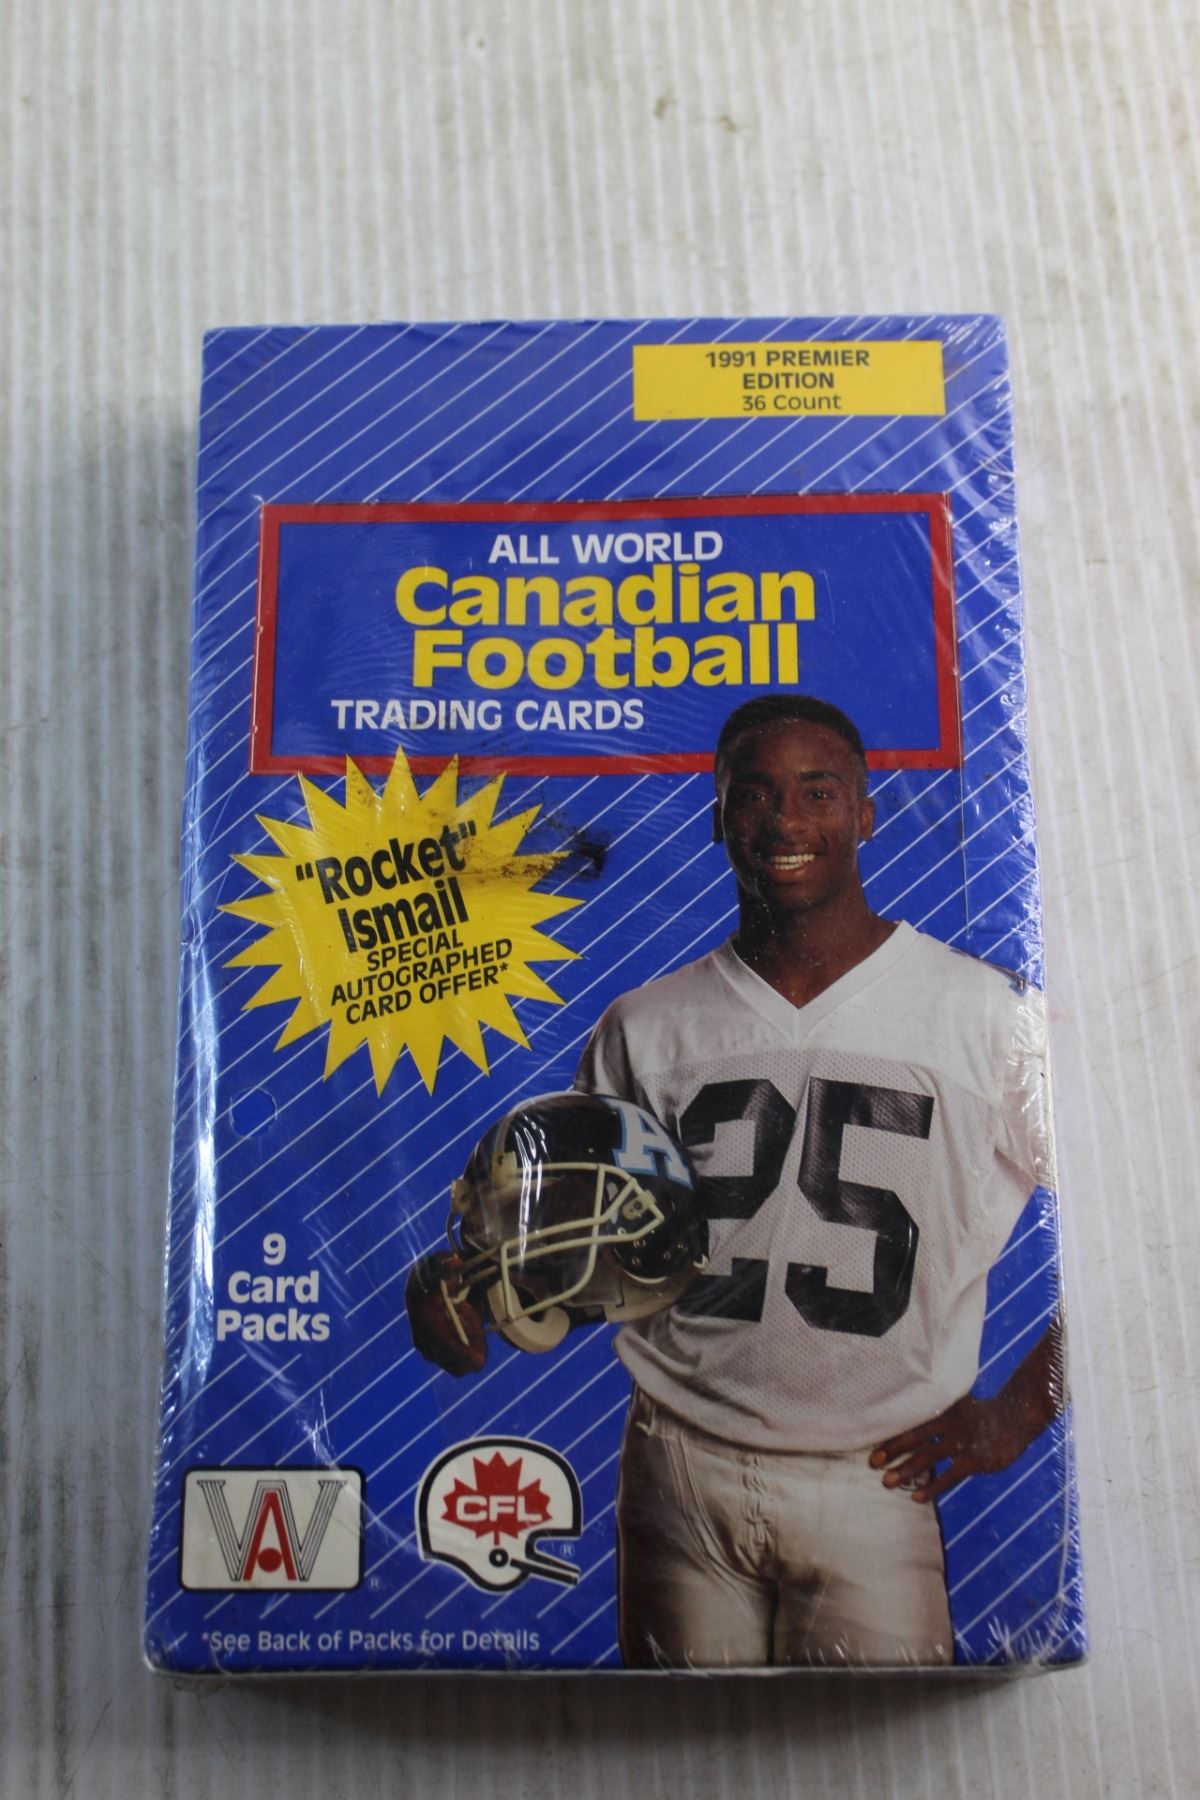 1991 PREMIER
EDITION
36 Count
ALL WORLD
Canadian
Football
TRADING CARDS
"Rocket"
Ismail
SPECIAL
AUTOGRAPHED
CARD OFFER*
A
25
9
Card
Packs
WA
®
CFL
®
*See Back of Packs for Details